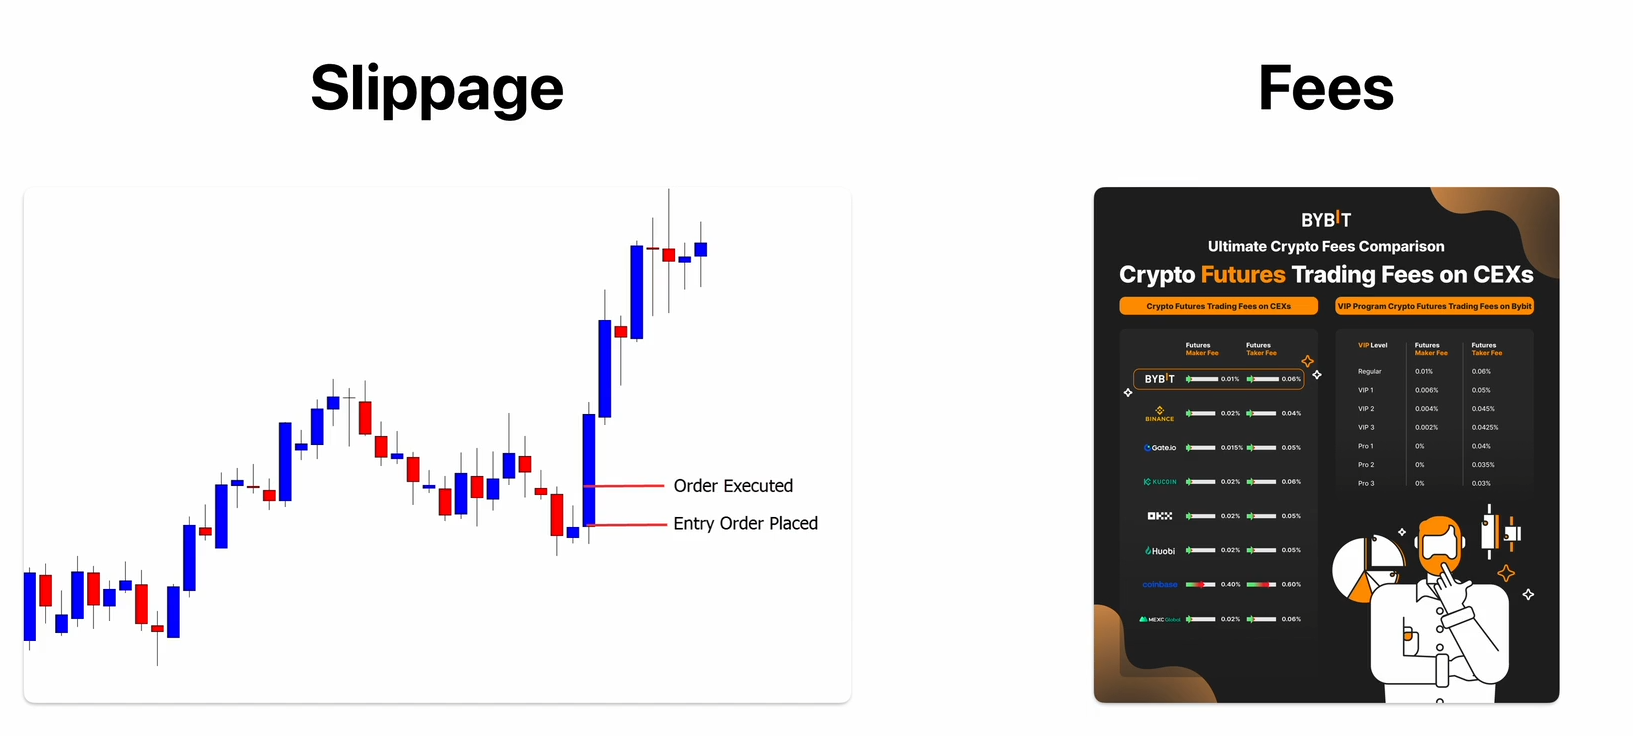 Slippage
Order Executed
Entry Order Placed
Fees
BYBIT
Ultimate Crypto Fees Comparison
Crypto Futures Trading Fees on CEXs
Crypto Futures Trading Fees on CEXs
Futures Maker Fee Futures Taker Fee
BYBIT 0.01% 0.06%
BINANCE 0.02% 0.04%
Gate.io 0.015% 0.05%
KUCOIN 0.02% 0.06%
OKX 0.02% 0.05%
Huobi 0.02% 0.05%
coinbase 0.40% 0.60%
MEXC Global 0.02% 0.06%
VIP Program Crypto Futures Trading Fees on Bybit
VIP Level Futures Maker Fee Futures Taker Fee
Regular 0.01% 0.06%
VIP 1 0.006% 0.05%
VIP 2 0.004% 0.045%
VIP 3 0.002% 0.0425%
Pro 1 0% 0.04%
Pro 2 0% 0.035%
Pro 3 0% 0.03%